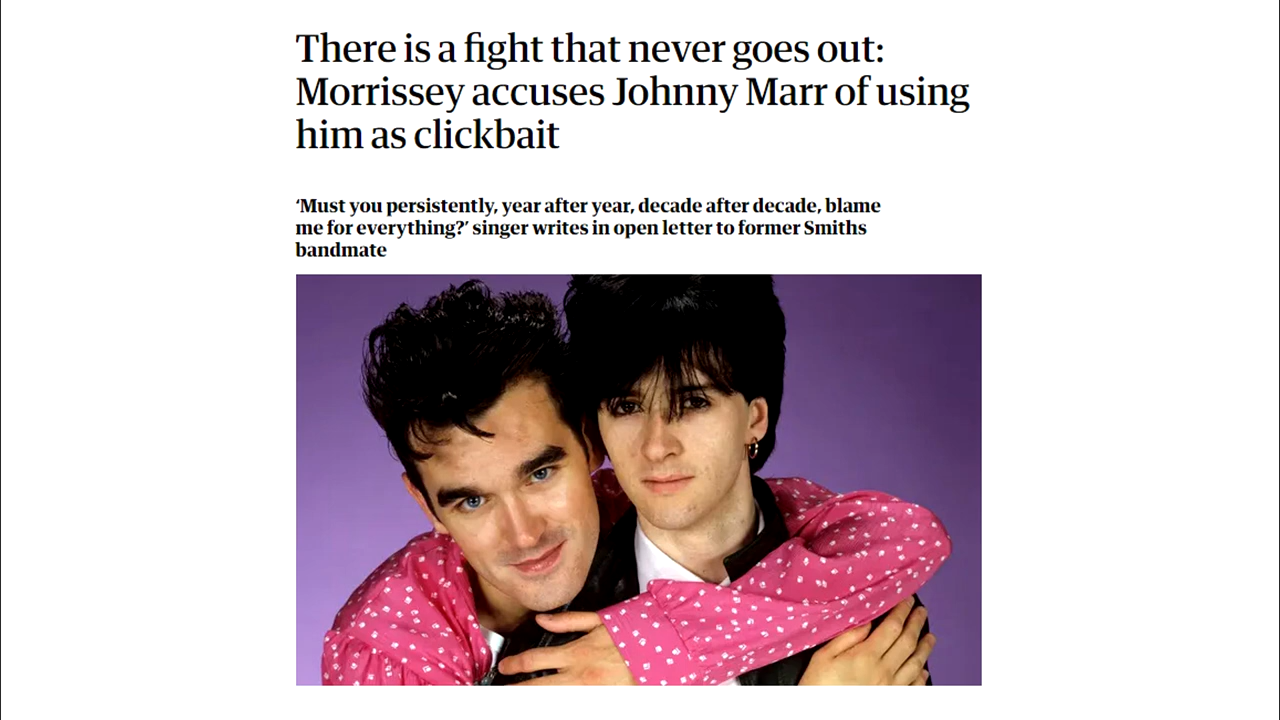 There is a fight that never goes out:
Morrissey accuses Johnny Marr of using
him as clickbait
‘Must you persistently, year after year, decade after decade, blame
me for everything?’ singer writes in open letter to former Smiths
bandmate